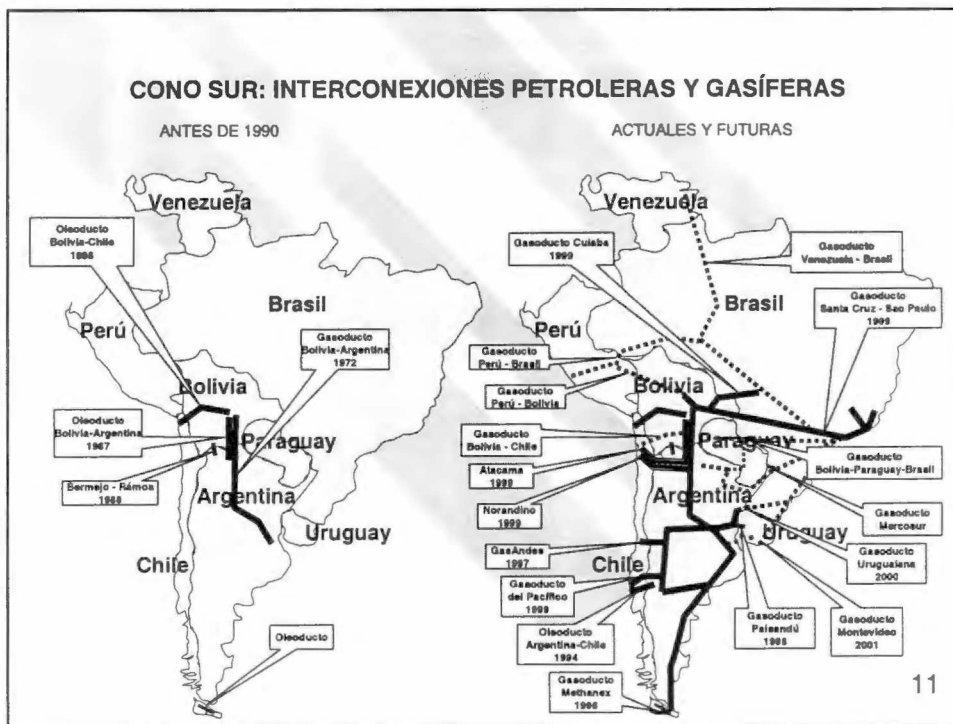 CONO SUR: INTERCONEXIONES PETROLERAS Y GASÍFERAS
ANTES DE 1990
Venezuela
Oleoducto
Bolivia-Chile
Brasil
Perú
Gasoducto
Bolivia-Argentina
1972
Bolivia
Oleoducto
Bolivia-Argentina
1967
Paraguay
Bermejo - Rámos
1988
Argentina
Uruguay
Chile
Oleoducto
ACTUALES Y FUTURAS
Venezuela
Gasoducto Cuiaba
1999
Gasoducto
Venezuela - Brasil
Brasil
Gasoducto
Santa Cruz - Sao Paulo
1999
Perú
Gasoducto
Perú - Brasil
Bolivia
Gasoducto
Perú - Bolivia
Gasoducto
Bolivia - Chile
Paraguay
Gasoducto
Bolivia-Paraguay-Brasil
Atacama
1999
Argentina
Norandino
1999
Gasoducto
Mercosur
Uruguay
GasAndes
1997
Gasoducto
Uruguaiana
2000
Chile
Gasoducto
del Pacífico
1999
Gasoducto
Paisandú
Gasoducto
Montevideo
2001
Oleoducto
Argentina-Chile
1994
Gasoducto
Methanex
1996
11